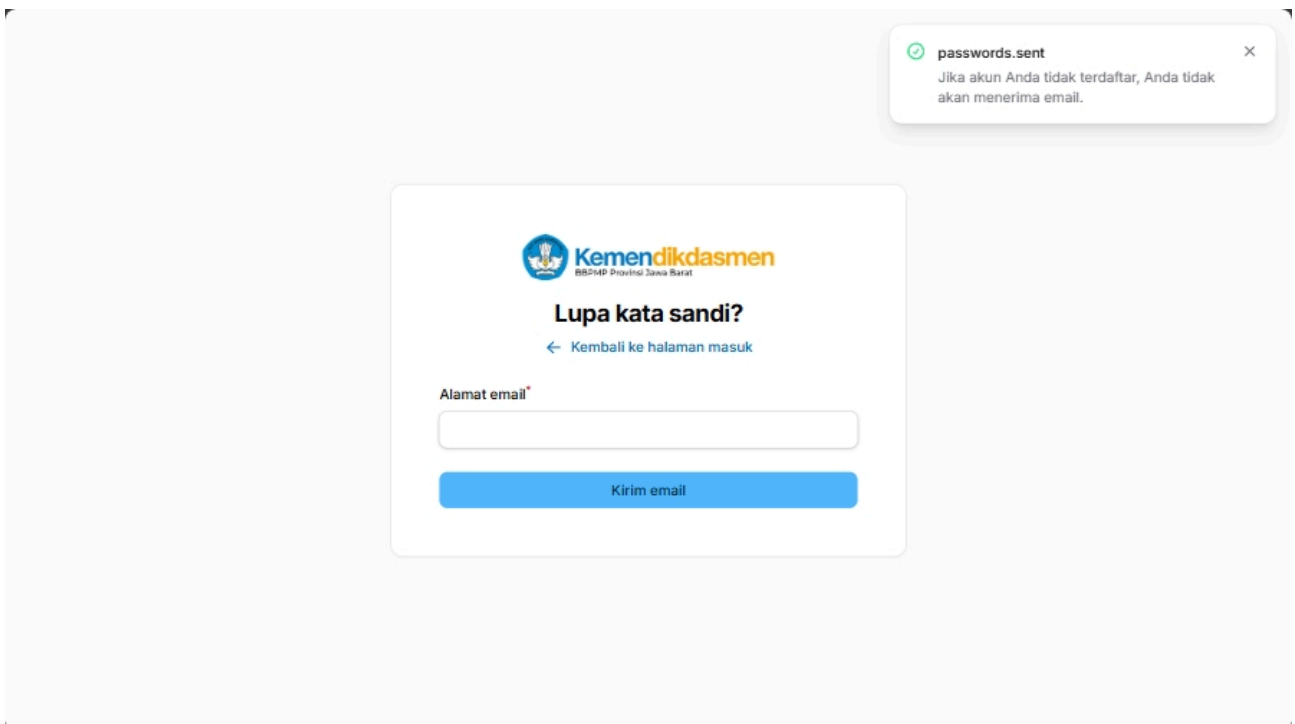 passwords.sent
Jika akun Anda tidak terdaftar, Anda tidak
akan menerima email.
Kemendikdasmen
BBPMP Provinsi Jawa Barat
Lupa kata sandi?
← Kembali ke halaman masuk
Alamat email*
Kirim email